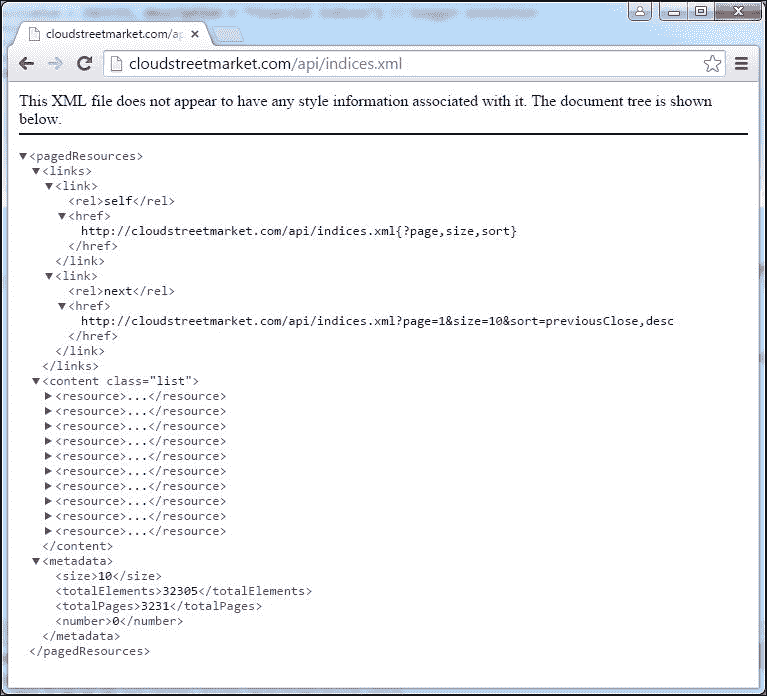 cloudstreetmarket.com/ap
cloudstreetmarket.com/api/indices.xml
This XML file does not appear to have any style information associated with it. The document tree is shown
below.
<pagedResources>
<links>
<link>
<rel>self</rel>
<href>
http://cloudstreetmarket.com/api/indices.xml{?page,size,sort}
</href>
</link>
<link>
<rel>next</rel>
<href>
http://cloudstreetmarket.com/api/indices.xml?page=1&size=10&sort=previousClose,desc
</href>
</link>
</links>
<content class="list">
<resource>...</resource>
<resource>...</resource>
<resource>...</resource>
<resource>...</resource>
<resource>...</resource>
<resource>...</resource>
<resource>...</resource>
<resource>...</resource>
<resource>...</resource>
<resource>...</resource>
</content>
<metadata>
<size>10</size>
<totalElements>32305</totalElements>
<totalPages>3231</totalPages>
<number>0</number>
</metadata>
</pagedResources>